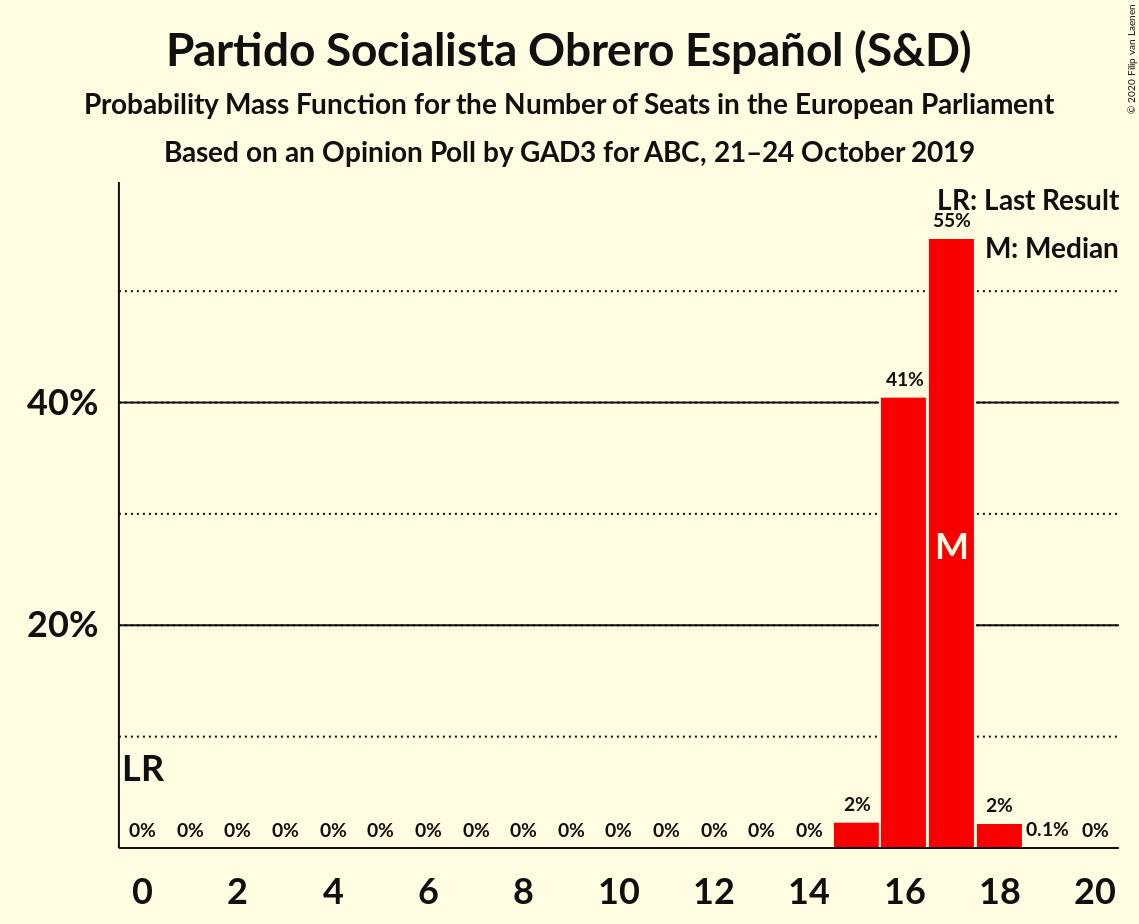 Partido Socialista Obrero Español (S&D)
Probability Mass Function for the Number of Seats in the European Parliament
Based on an Opinion Poll by GAD3 for ABC, 21–24 October 2019
© 2020 Filip van Laenen
LR: Last Result
55%
M: Median
41%
40%
M
20%
LR
2%
2%
0% 0% 0% 0% 0% 0% 0% 0% 0% 0% 0% 0% 0% 0% 0% 0.1% 0%
0 2 4 6 8 10 12 14 16 18 20